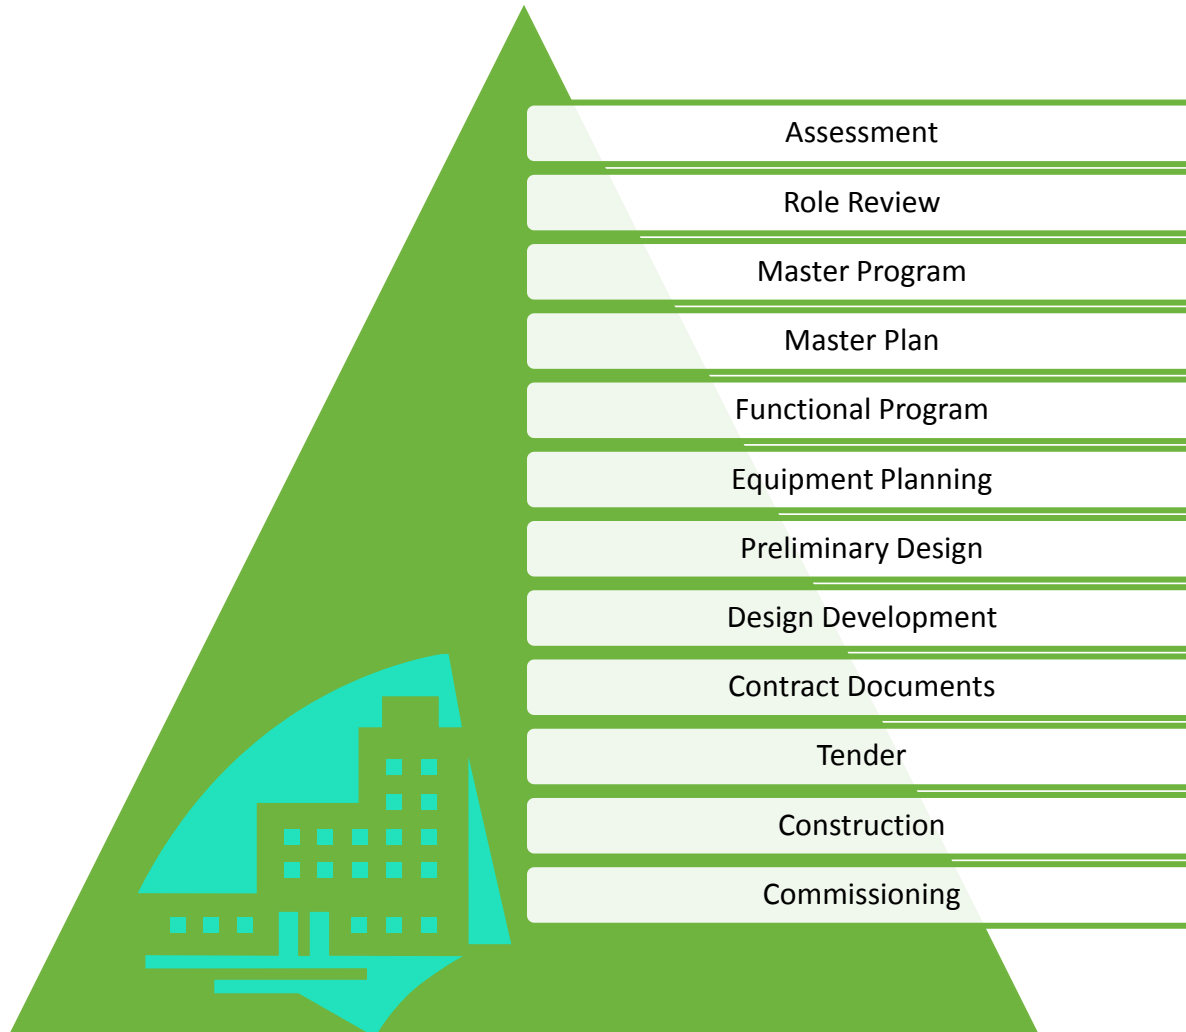 Assessment
Role Review
Master Program
Master Plan
Functional Program
Equipment Planning
Preliminary Design
Design Development
Contract Documents
Tender
Construction
Commissioning